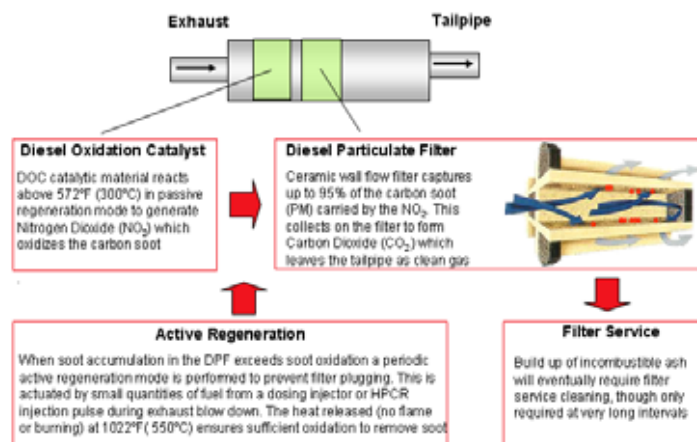 Exhaust
Tailpipe
Diesel Oxidation Catalyst
DOC catalytic material reacts
above 572ºF (300ºC) in passive
regeneration mode to generate
Nitrogen Dioxide (NO₂) which
oxidizes the carbon soot
Diesel Particulate Filter
Ceramic wall flow filter captures
up to 95% of the carbon soot
(PM) carried by the NO₂. This
collects on the filter to form
Carbon Dioxide (CO₂) which
leaves the tailpipe as clean gas
Active Regeneration
When soot accumulation in the DPF exceeds soot oxidation a periodic
active regeneration mode is performed to prevent filter plugging. This is
actuated by small quantities of fuel from a dosing injector or HPCR
injection pulse during exhaust blow down. The heat released (no flame
or burning) at 1022ºF( 550ºC) ensures sufficient oxidation to remove soot
Filter Service
Build up of incombustible ash
will eventually require filter
service cleaning, though only
required at very long intervals